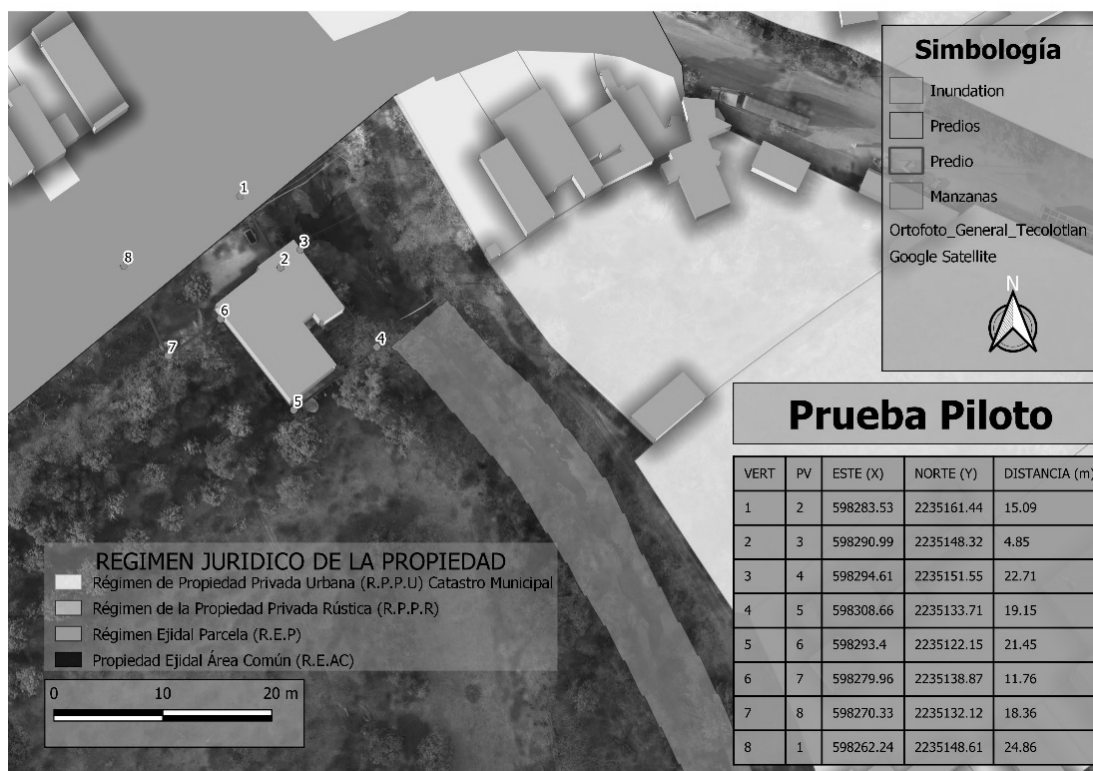 Simbología
Inundation
Predios
Predio
Manzanas
Ortofoto_General_Tecolotlan
Google Satellite
N
1
8
3
2
6
7
4
5
Prueba Piloto
VERT PV ESTE (X) NORTE (Y) DISTANCIA (m)
1 2 598283.53 2235161.44 15.09
2 3 598290.99 2235148.32 4.85
3 4 598294.61 2235151.55 22.71
4 5 598308.66 2235133.71 19.15
5 6 598293.4 2235122.15 21.45
6 7 598279.96 2235138.87 11.76
7 8 598270.33 2235132.12 18.36
8 1 598262.24 2235148.61 24.86
REGIMEN JURIDICO DE LA PROPIEDAD
Régimen de Propiedad Privada Urbana (R.P.P.U) Catastro Municipal
Régimen de la Propiedad Privada Rústica (R.P.P.R)
Régimen Ejidal Parcela (R.E.P)
Propiedad Ejidal Área Común (R.E.AC)
0 10 20 m